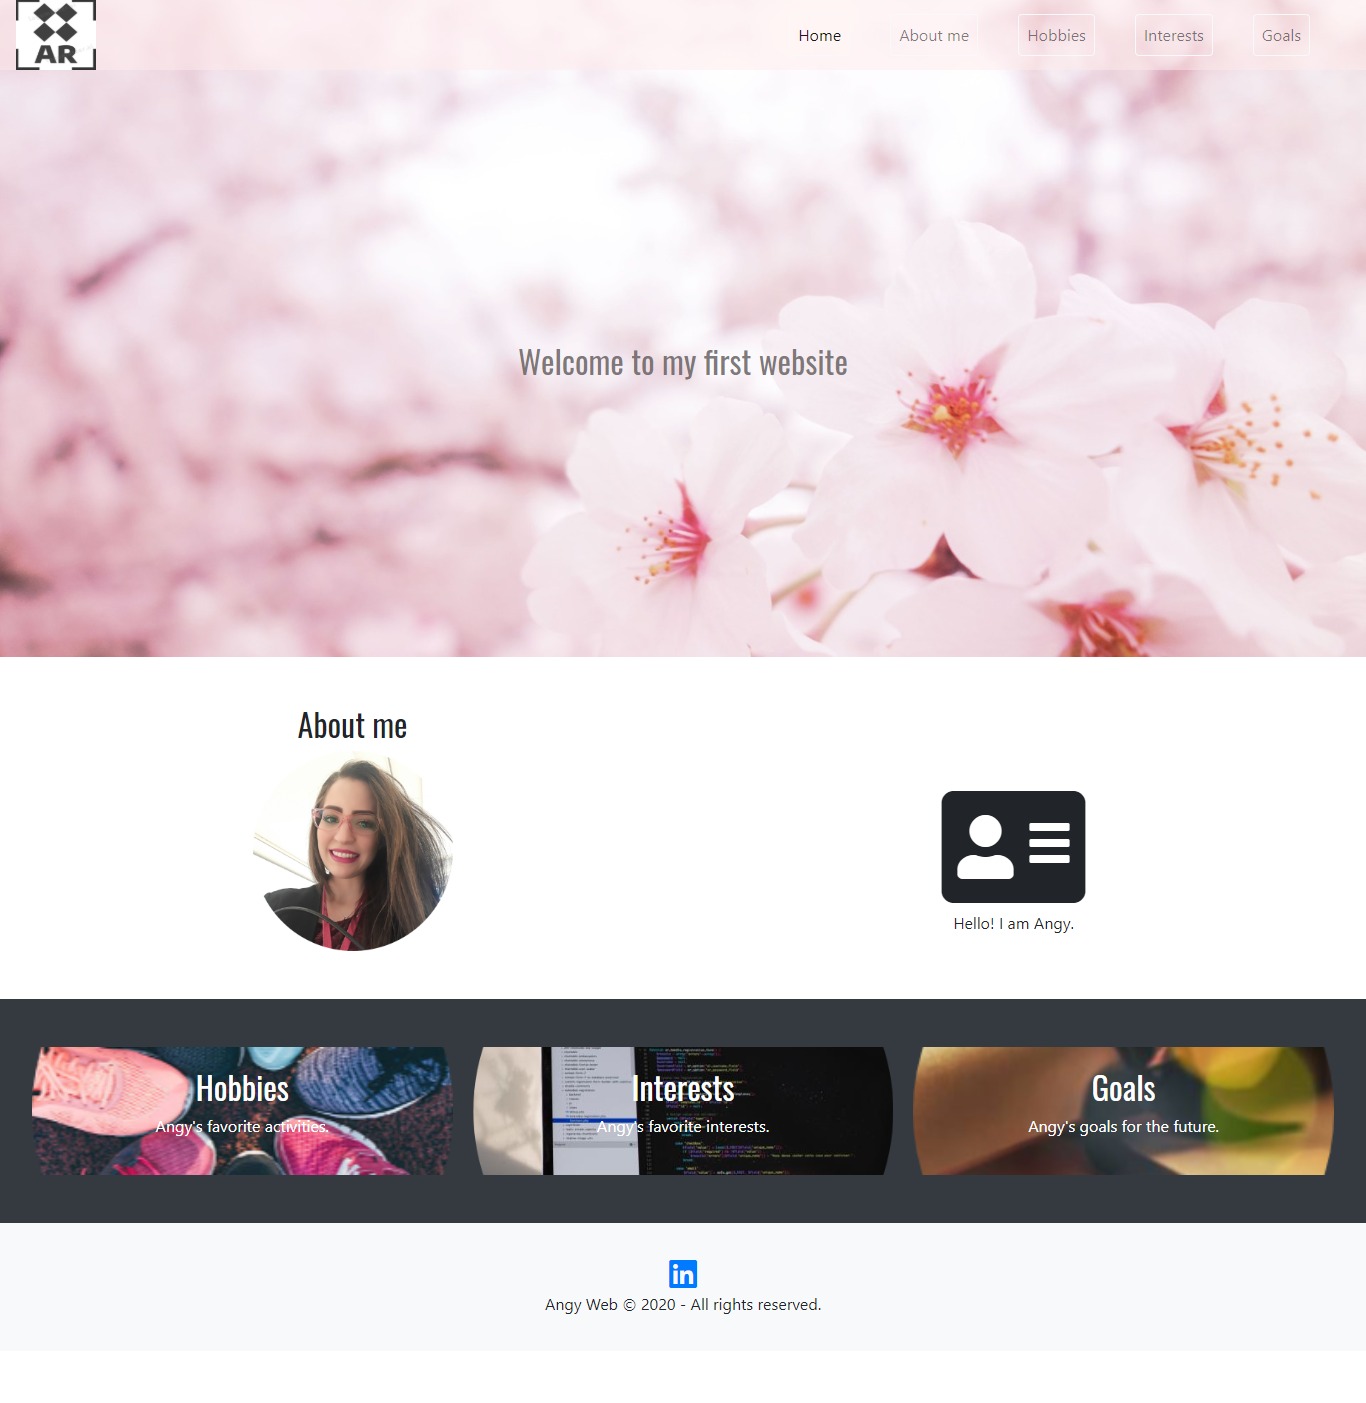 AR
Home
About me
Hobbies
Interests
Goals
Welcome to my first website
About me
Hello! I am Angy.
Hobbies
Angy's favorite activities.
Interests
Angy's favorite interests.
Goals
Angy's goals for the future.
in
Angy Web © 2020 - All rights reserved.